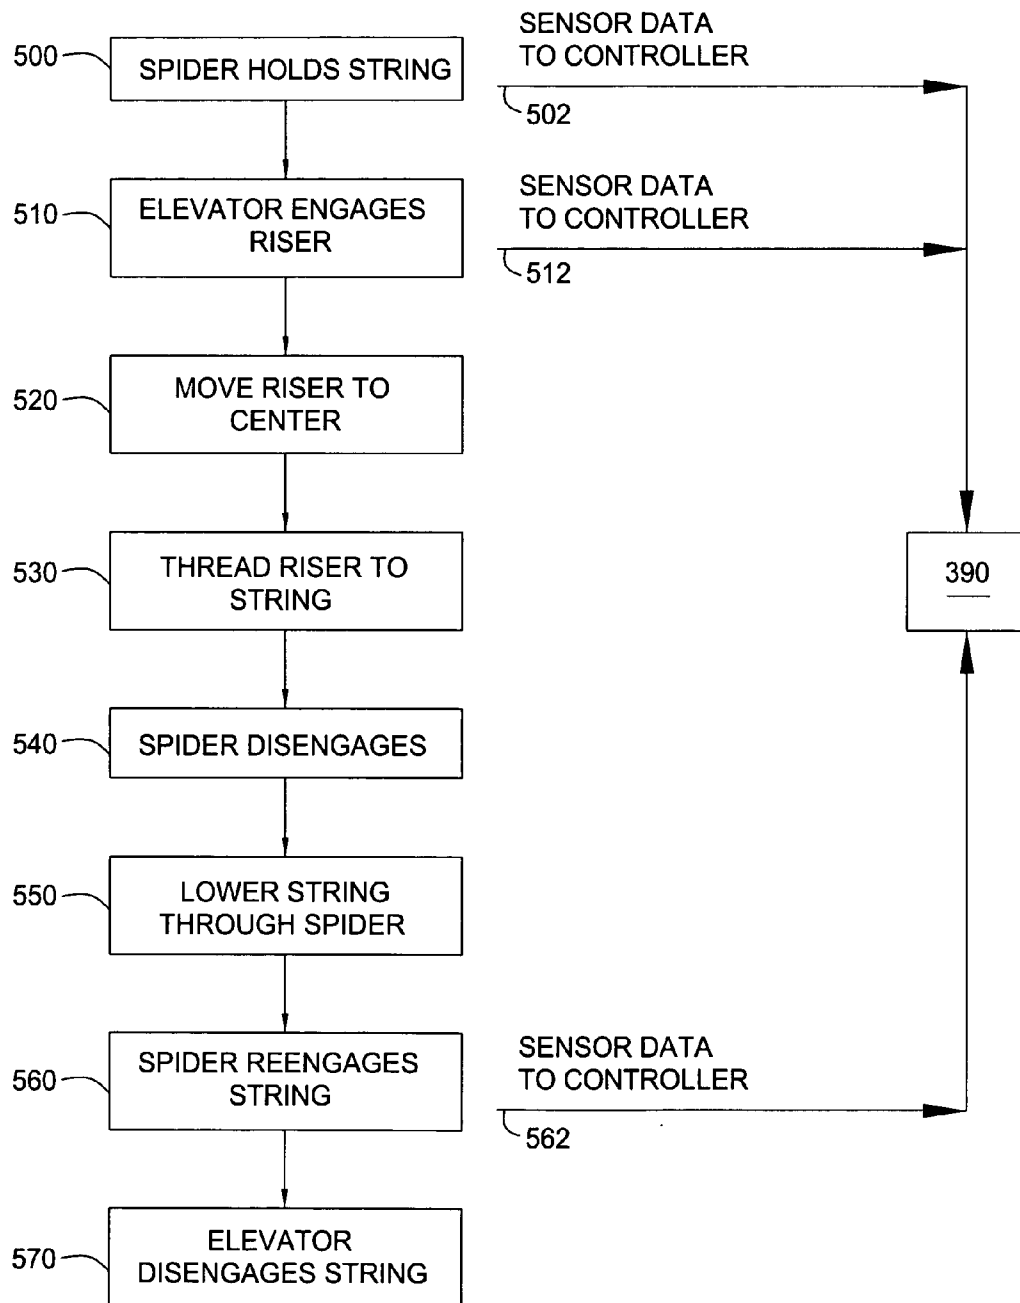 500
SPIDER HOLDS STRING
SENSOR DATA
TO CONTROLLER
502
510
ELEVATOR ENGAGES
RISER
SENSOR DATA
TO CONTROLLER
512
520
MOVE RISER TO
CENTER
530
THREAD RISER TO
STRING
390
540
SPIDER DISENGAGES
550
LOWER STRING
THROUGH SPIDER
560
SPIDER REENGAGES
STRING
SENSOR DATA
TO CONTROLLER
562
570
ELEVATOR
DISENGAGES STRING